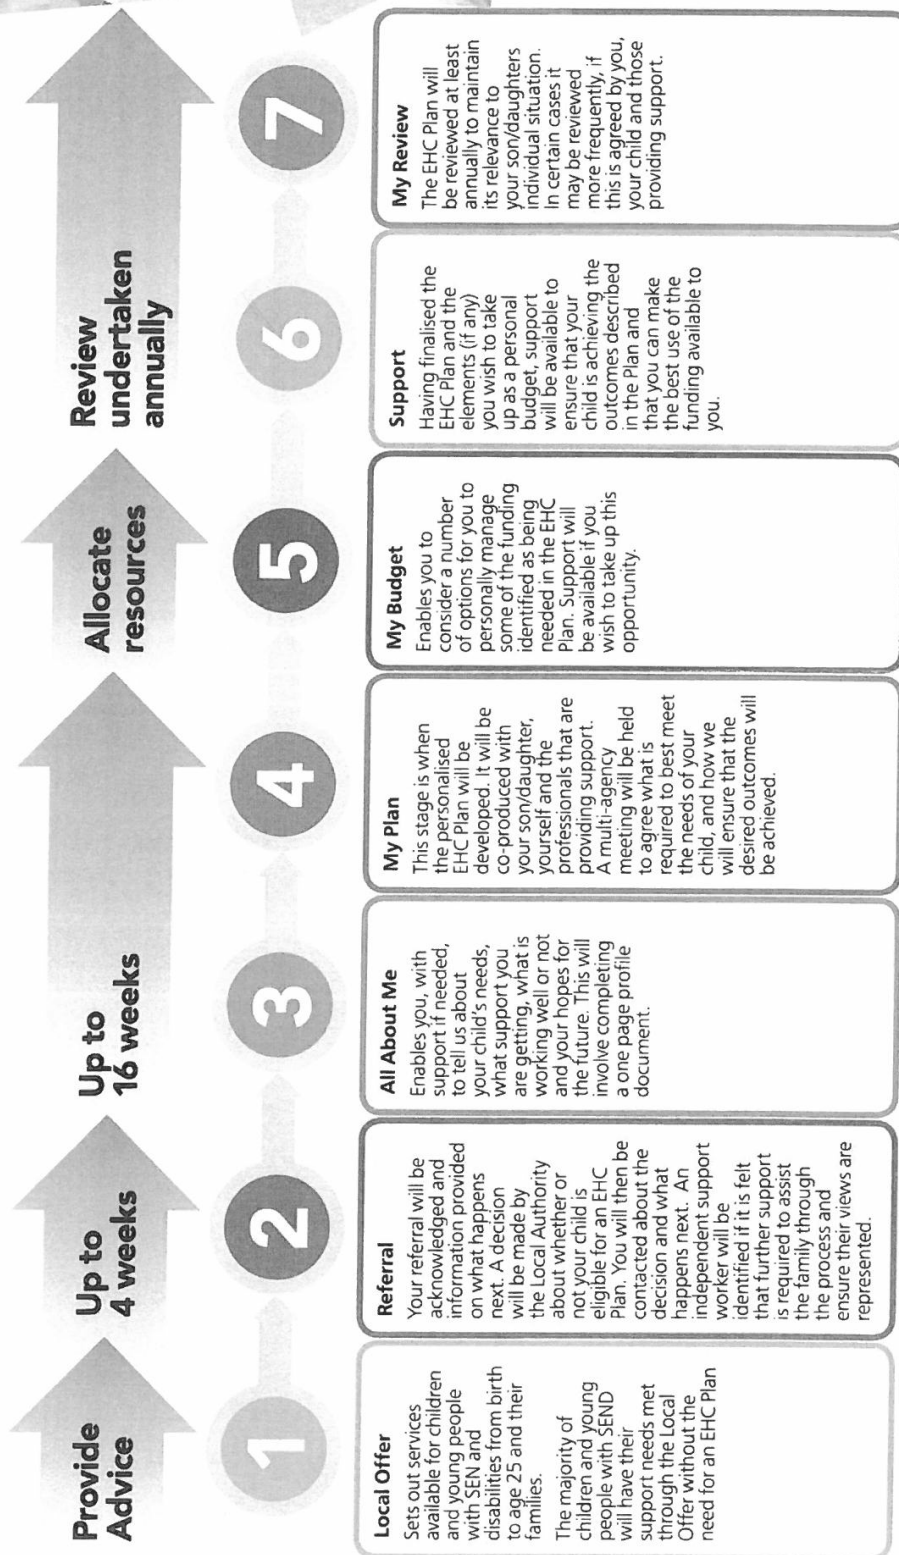 Provide
Advice
Up to
4 weeks
Up to
16 weeks
Allocate
resources
Review
undertaken
annually
1
2
3
4
5
6
7
Local Offer
Sets out services
available for children
and young people
with SEN and
disabilities from birth
to age 25 and their
families.
The majority of
children and young
people with SEND
will have their
support needs met
through the Local
Offer without the
need for an EHC Plan
Referral
Your referral will be
acknowledged and
information provided
on what happens
next. A decision
will be made by
the Local Authority
about whether or
not your child is
eligible for an EHC
Plan. You will then be
contacted about the
decision and what
happens next. An
independent support
worker will be
identified if it is felt
that further support
is required to assist
the family through
the process and
ensure their views are
represented.
All About Me
Enables you, with
support if needed,
to tell us about
your child's needs,
what support you
are getting, what is
working well or not
and your hopes for
the future. This will
involve completing
a one page profile
document.
My Plan
This stage is when
the personalised
EHC Plan will be
developed. It will be
co-produced with
your son/daughter,
yourself and the
professionals that are
providing support.
A multi-agency
meeting will be held
to agree what is
required to best meet
the needs of your
child, and how we
will ensure that the
desired outcomes will
be achieved.
My Budget
Enables you to
consider a number
of options for you to
personally manage
some of the funding
identified as being
needed in the EHC
Plan. Support will
be available if you
wish to take up this
opportunity.
Support
Having finalised the
EHC Plan and the
elements (if any)
you wish to take
up as a personal
budget, support
will be available to
ensure that your
child is achieving the
outcomes described
in the Plan and
that you can make
the best use of the
funding available to
you.
My Review
The EHC Plan will
be reviewed at least
annually to maintain
its relevance to
your son/daughters
individual situation.
In certain cases it
may be reviewed
more frequently, if
this is agreed by you,
your child and those
providing support.